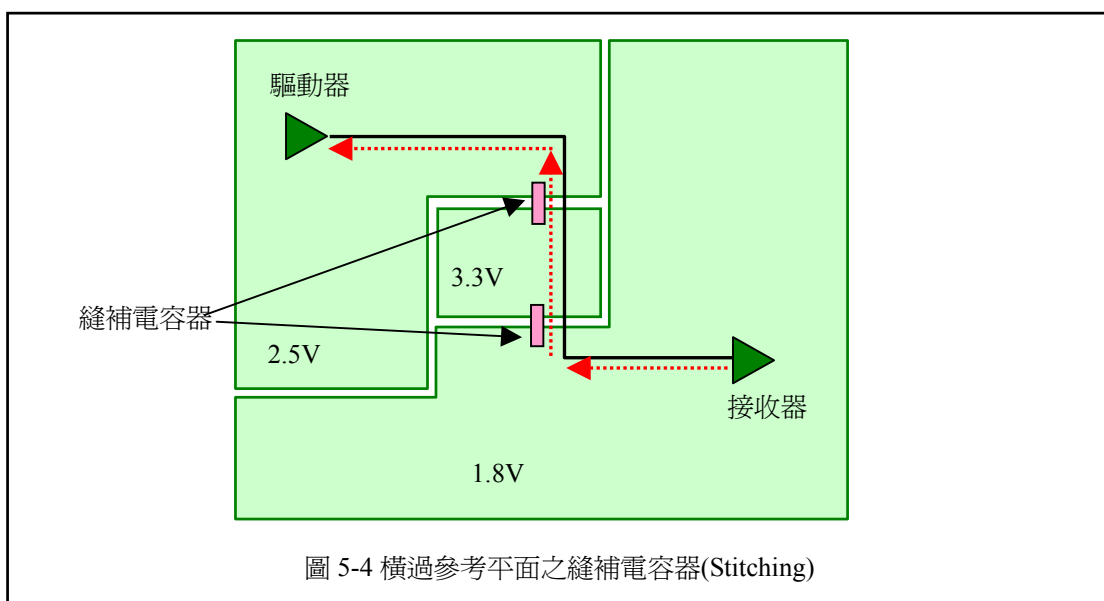 驅動器
3.3V
縫補電容器
2.5V
接收器
1.8V
圖 5-4 橫過參考平面之縫補電容器(Stitching)